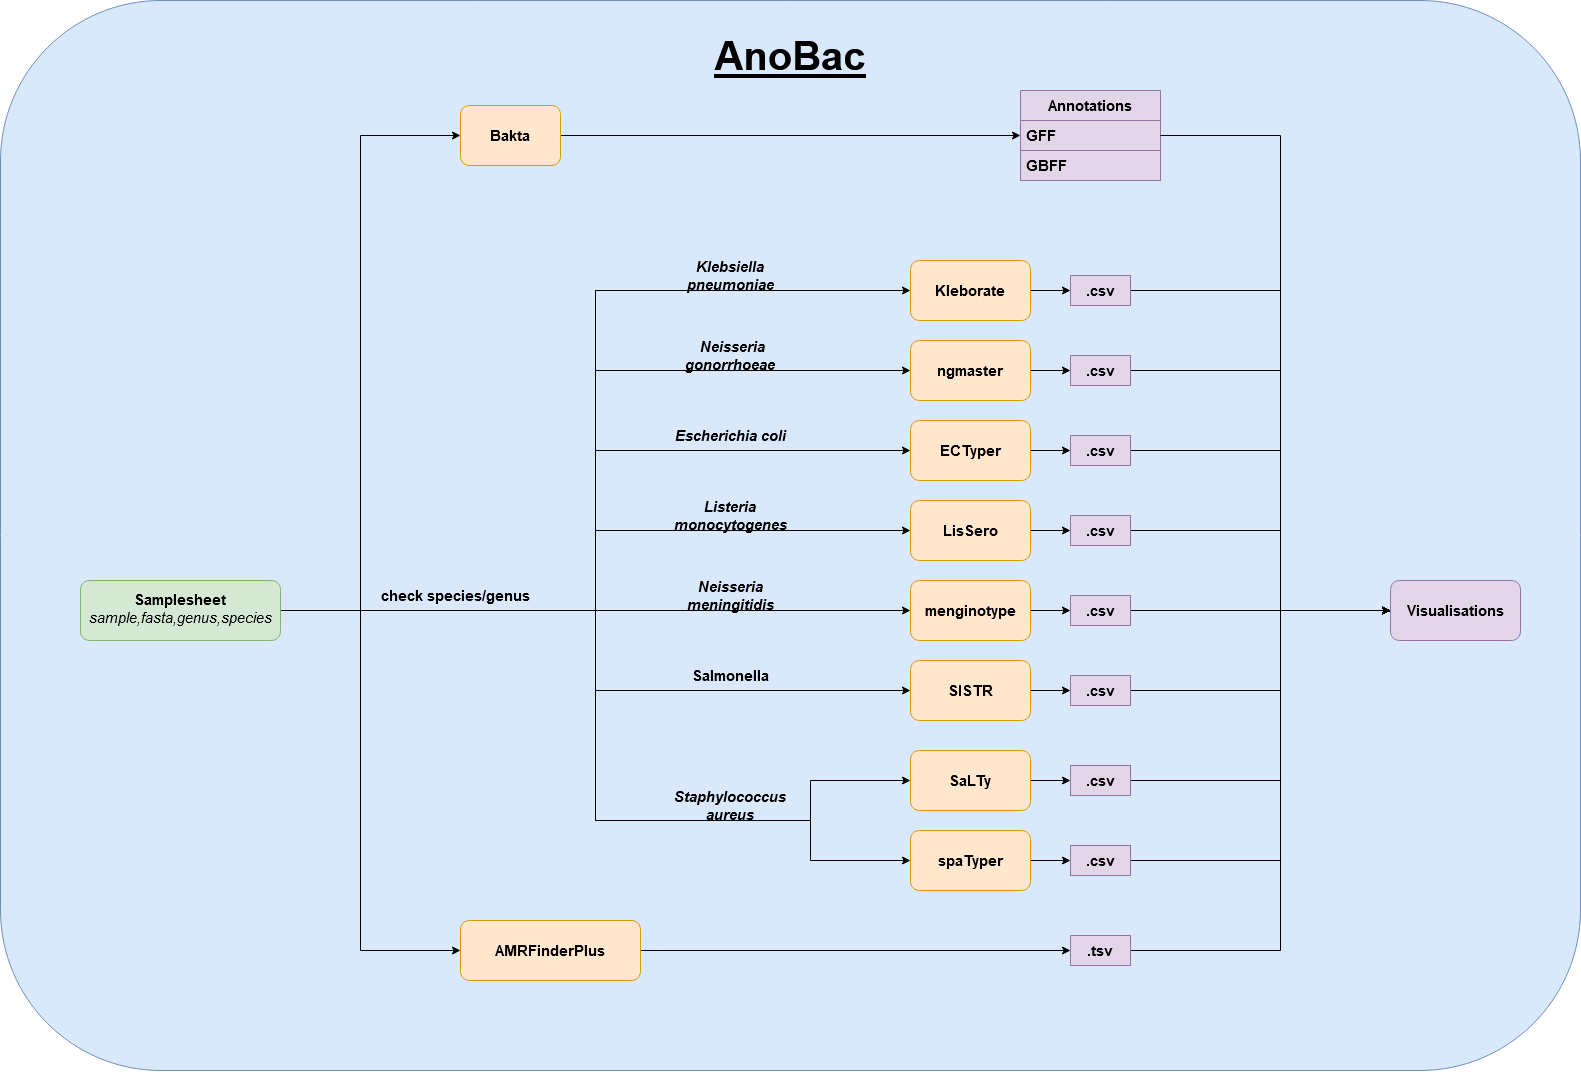 AnoBac
Bakta
Annotations
GFF
GBFF
Klebsiella
pneumoniae
Kleborate
.csv
Neisseria
gonorrhoeae
ngmaster
.csv
Escherichia coli
ECTyper
.csv
Listeria
monocytogenes
LisSero
.csv
Samplesheet
sample,fasta,genus,species
check species/genus
Neisseria
meningitidis
menginotype
.csv
Visualisations
Salmonella
SISTR
.csv
Staphylococcus
aureus
SaLTy
.csv
spaTyper
.csv
AMRFinderPlus
.tsv